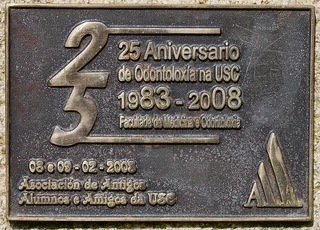 25
25 Aniversario
de Odontoloxía na USC
1983 - 2008
Facultade de Medicina e Odontoloxía
08 e 09 - 02 - 2008
Asociación de Antigos
Alumnos e Amigos da USC